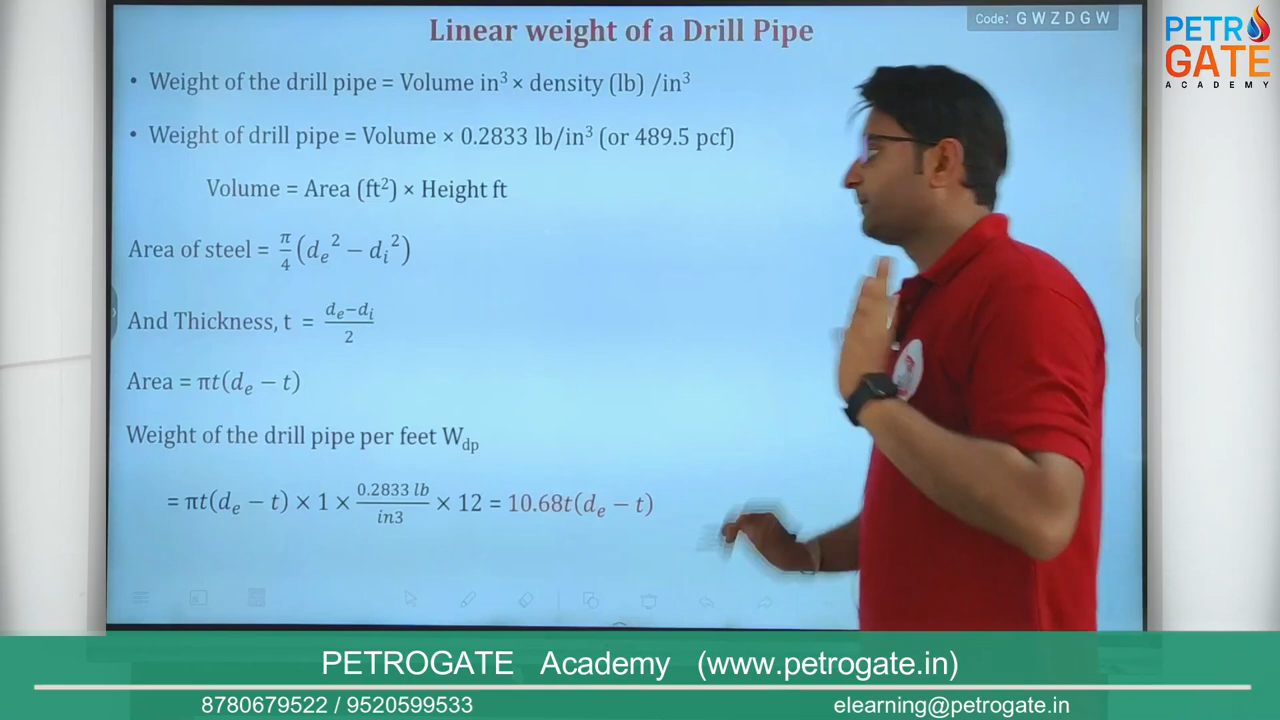 Linear weight of a Drill Pipe
Code: G W Z D G W
PETRO
GATE
ACADEMY
• Weight of the drill pipe = Volume in³ × density (lb) /in³
• Weight of drill pipe = Volume × 0.2833 lb/in³ (or 489.5 pcf)
Volume = Area (ft²) × Height ft
Area of steel = π/4 (dₑ² − dᵢ²)
And Thickness, t = dₑ−dᵢ/2
Area = πt(dₑ − t)
Weight of the drill pipe per feet W_dp
= πt(dₑ − t) × 1 × 0.2833 lb/in3 × 12 = 10.68t(dₑ − t)
PETROGATE Academy (www.petrogate.in)
8780679522 / 9520599533
elearning@petrogate.in